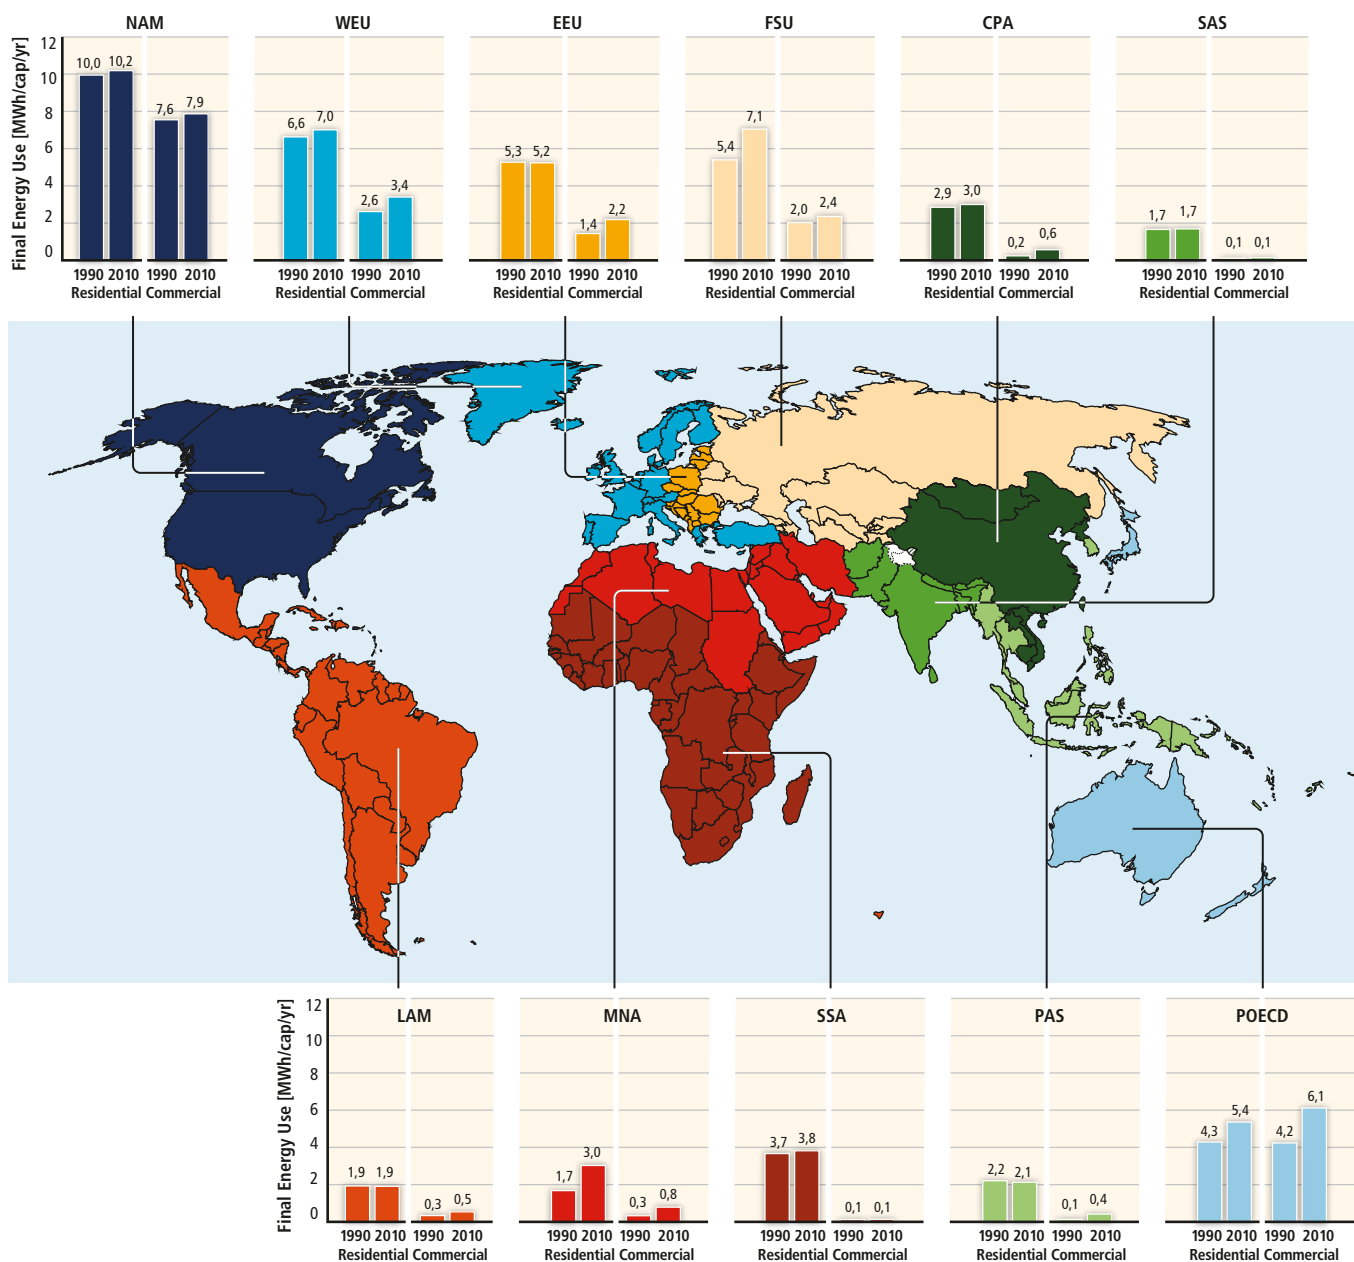 NAM WEU EEU FSU CPA SAS
Final Energy Use [MWh/cap/yr]
12
10
8
6
4
2
0
10,0 10,2 7,6 7,9
6,6 7,0 2,6 3,4
5,3 5,2 1,4 2,2
5,4 7,1 2,0 2,4
2,9 3,0 0,2 0,6
1,7 1,7 0,1 0,1
1990 2010 1990 2010 1990 2010 1990 2010 1990 2010 1990 2010 1990 2010 1990 2010 1990 2010 1990 2010 1990 2010 1990 2010
Residential Commercial Residential Commercial Residential Commercial Residential Commercial Residential Commercial Residential Commercial
LAM MNA SSA PAS POECD
Final Energy Use [MWh/cap/yr]
12
10
8
6
4
2
0
1,9 1,9 0,3 0,5
1,7 3,0 0,3 0,8
3,7 3,8 0,1 0,1
2,2 2,1 0,1 0,4
4,3 5,4 4,2 6,1
1990 2010 1990 2010 1990 2010 1990 2010 1990 2010 1990 2010 1990 2010 1990 2010 1990 2010 1990 2010
Residential Commercial Residential Commercial Residential Commercial Residential Commercial Residential Commercial